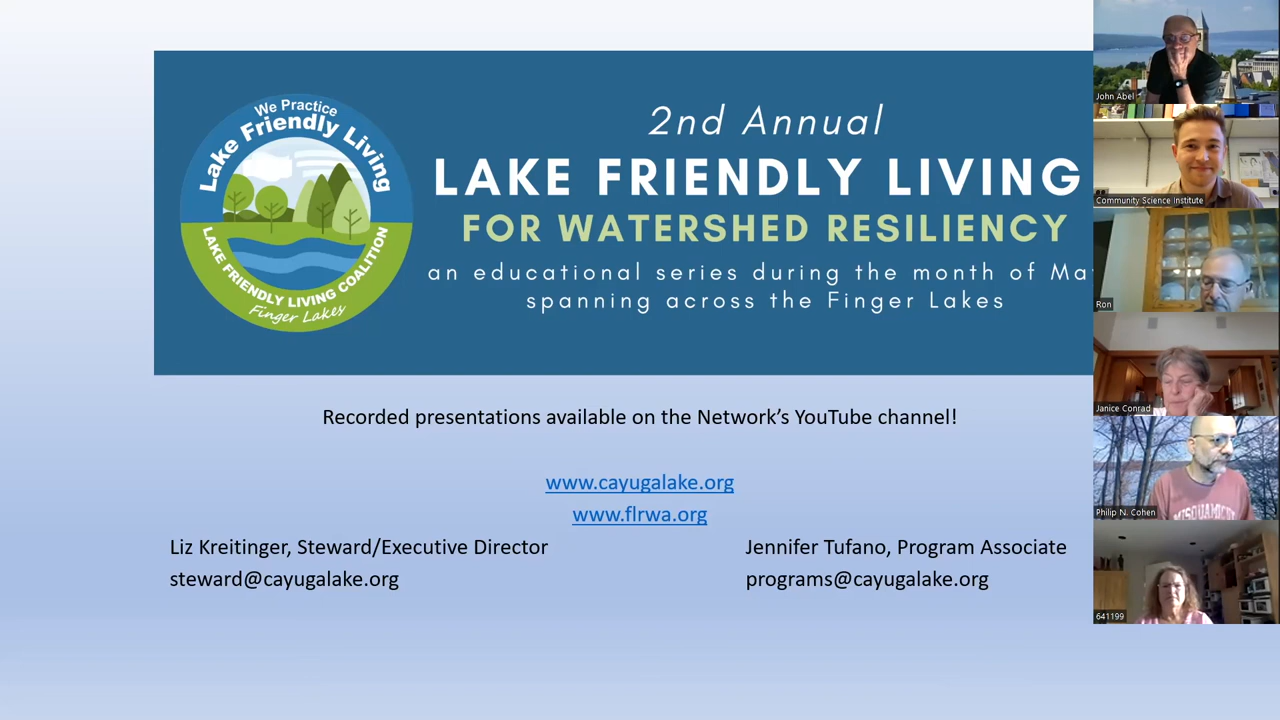 We Practice
Lake Friendly Living
LAKE FRIENDLY LIVING COALITION
Finger Lakes
2nd Annual
LAKE FRIENDLY LIVING
FOR WATERSHED RESILIENCY
an educational series during the month of Ma
spanning across the Finger Lakes
Recorded presentations available on the Network’s YouTube channel!
www.cayugalake.org
www.flrwa.org
Liz Kreitinger, Steward/Executive Director
steward@cayugalake.org
Jennifer Tufano, Program Associate
programs@cayugalake.org
John Abel
Community Science Institute
Ron
Janice Conrad
Philip N. Cohen
MISQUAMICU
641199